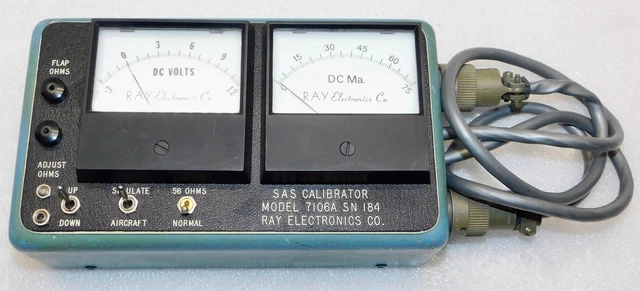 FLAP
OHMS
ADJUST
OHMS
3 0 3 6 9 12
DC VOLTS
RAY Electronics Co
0 15 30 45 60 75
DC Ma.
RAY Electronics Co
UP
DOWN
SIMULATE
AIRCRAFT
56 OHMS
NORMAL
SAS CALIBRATOR
MODEL 7106A SN 184
RAY ELECTRONICS CO.